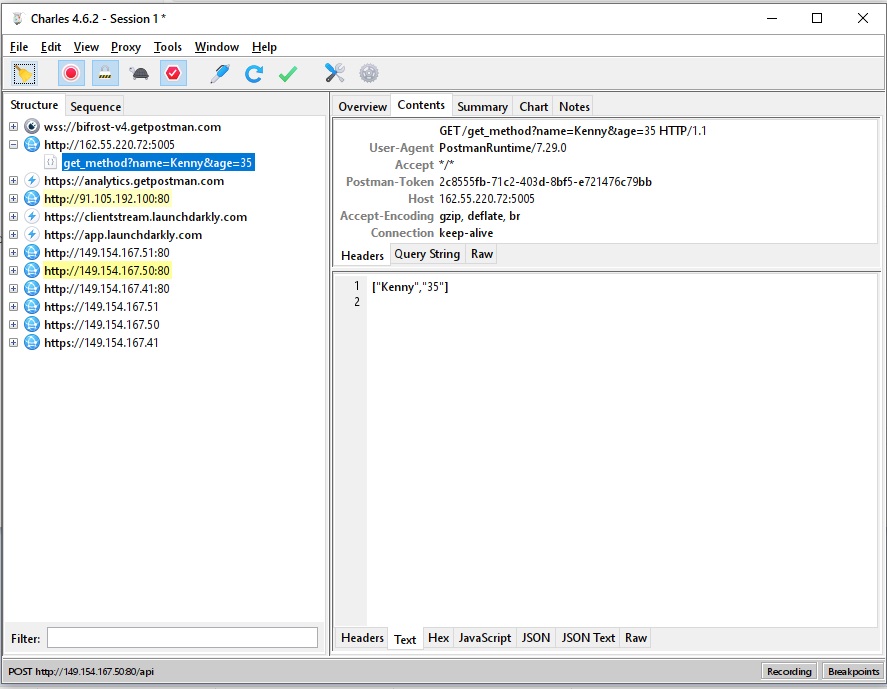 Charles 4.6.2 - Session 1 *
File Edit View Proxy Tools Window Help
Structure Sequence
wss://bifrost-v4.getpostman.com
http://162.55.220.72:5005
get_method?name=Kenny&age=35
https://analytics.getpostman.com
http://91.105.192.100:80
https://clientstream.launchdarkly.com
https://app.launchdarkly.com
http://149.154.167.51:80
http://149.154.167.50:80
http://149.154.167.41:80
https://149.154.167.51
https://149.154.167.50
https://149.154.167.41
Filter:
Overview Contents Summary Chart Notes
GET /get_method?name=Kenny&age=35 HTTP/1.1
User-Agent PostmanRuntime/7.29.0
Accept */*
Postman-Token 2c8555fb-71c2-403d-8bf5-e721476c79bb
Host 162.55.220.72:5005
Accept-Encoding gzip, deflate, br
Connection keep-alive
Headers Query String Raw
1 ["Kenny","35"]
2
Headers Text Hex JavaScript JSON JSON Text Raw
POST http://149.154.167.50:80/api
Recording Breakpoints